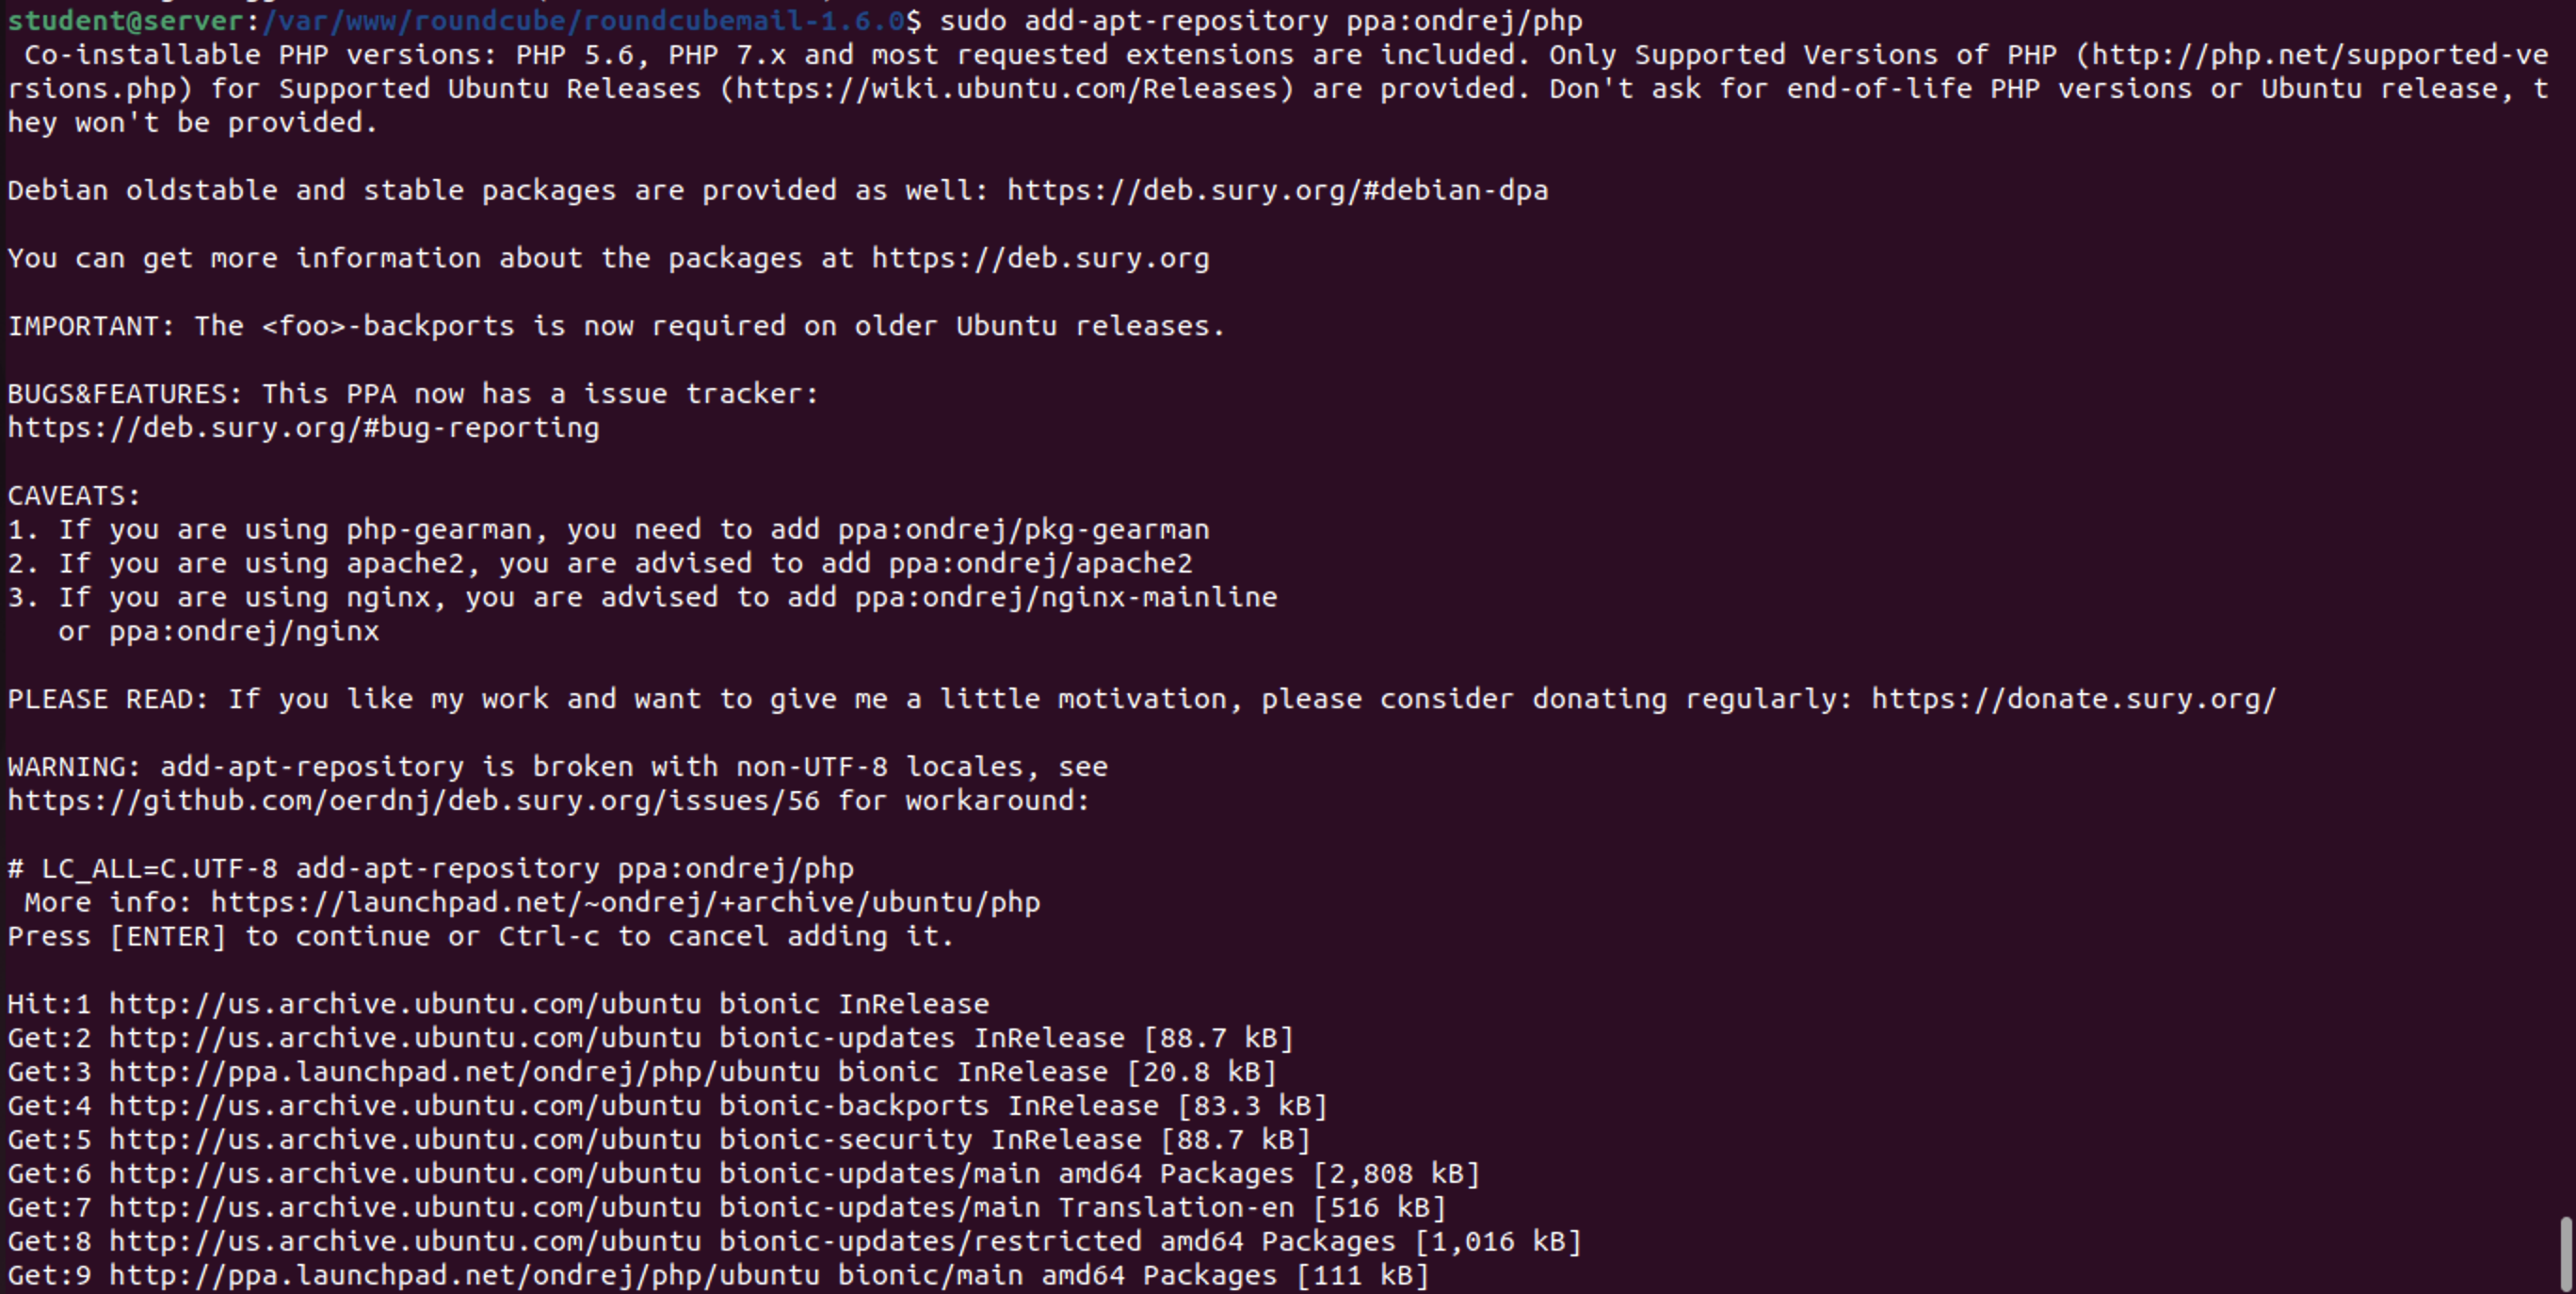 student@server:/var/www/roundcube/roundcubemail-1.6.0$ sudo add-apt-repository ppa:ondrej/php
 Co-installable PHP versions: PHP 5.6, PHP 7.x and most requested extensions are included. Only Supported Versions of PHP (http://php.net/supported-ve
rsions.php) for Supported Ubuntu Releases (https://wiki.ubuntu.com/Releases) are provided. Don't ask for end-of-life PHP versions or Ubuntu release, t
hey won't be provided.

Debian oldstable and stable packages are provided as well: https://deb.sury.org/#debian-dpa

You can get more information about the packages at https://deb.sury.org

IMPORTANT: The <foo>-backports is now required on older Ubuntu releases.

BUGS&FEATURES: This PPA now has a issue tracker:
https://deb.sury.org/#bug-reporting

CAVEATS:
1. If you are using php-gearman, you need to add ppa:ondrej/pkg-gearman
2. If you are using apache2, you are advised to add ppa:ondrej/apache2
3. If you are using nginx, you are advised to add ppa:ondrej/nginx-mainline
   or ppa:ondrej/nginx

PLEASE READ: If you like my work and want to give me a little motivation, please consider donating regularly: https://donate.sury.org/

WARNING: add-apt-repository is broken with non-UTF-8 locales, see
https://github.com/oerdnj/deb.sury.org/issues/56 for workaround:

# LC_ALL=C.UTF-8 add-apt-repository ppa:ondrej/php
 More info: https://launchpad.net/~ondrej/+archive/ubuntu/php
Press [ENTER] to continue or Ctrl-c to cancel adding it.

Hit:1 http://us.archive.ubuntu.com/ubuntu bionic InRelease
Get:2 http://us.archive.ubuntu.com/ubuntu bionic-updates InRelease [88.7 kB]
Get:3 http://ppa.launchpad.net/ondrej/php/ubuntu bionic InRelease [20.8 kB]
Get:4 http://us.archive.ubuntu.com/ubuntu bionic-backports InRelease [83.3 kB]
Get:5 http://us.archive.ubuntu.com/ubuntu bionic-security InRelease [88.7 kB]
Get:6 http://us.archive.ubuntu.com/ubuntu bionic-updates/main amd64 Packages [2,808 kB]
Get:7 http://us.archive.ubuntu.com/ubuntu bionic-updates/main Translation-en [516 kB]
Get:8 http://us.archive.ubuntu.com/ubuntu bionic-updates/restricted amd64 Packages [1,016 kB]
Get:9 http://ppa.launchpad.net/ondrej/php/ubuntu bionic/main amd64 Packages [111 kB]